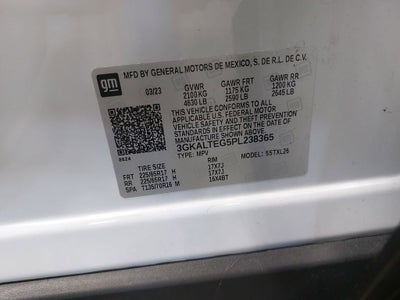 gm
MFD BY GENERAL MOTORS DE MEXICO, S. DE R.L. DE C.V.
03/23 GVWR GAWR FRT GAWR RR
2100 KG 1175 KG 1200 KG
4630 LB 2590 LB 2645 LB
THIS VEHICLE CONFORMS TO ALL APPLICABLE
U.S. FEDERAL MOTOR VEHICLE SAFETY AND
THEFT PREVENTION STANDARDS IN EFFECT ON
THE DATE OF MANUFACTURE SHOWN ABOVE.
3GKALTEG5PL238365
TYPE: MPV MODEL: S5TXL26
TIRE SIZE RIM
FRT 225/65R17 H 17X7J
RR 225/65R17 H 17X7J
SPA T135/70R16 M 16X4BT